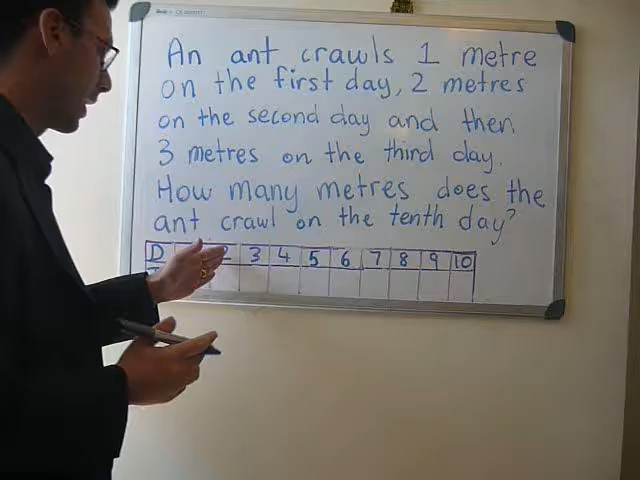 An ant crawls 1 metre
on the first day, 2 metres
on the second day and then
3 metres on the third day.
How many metres does the
ant crawl on the tenth day?
D 2 3 4 5 6 7 8 9 10